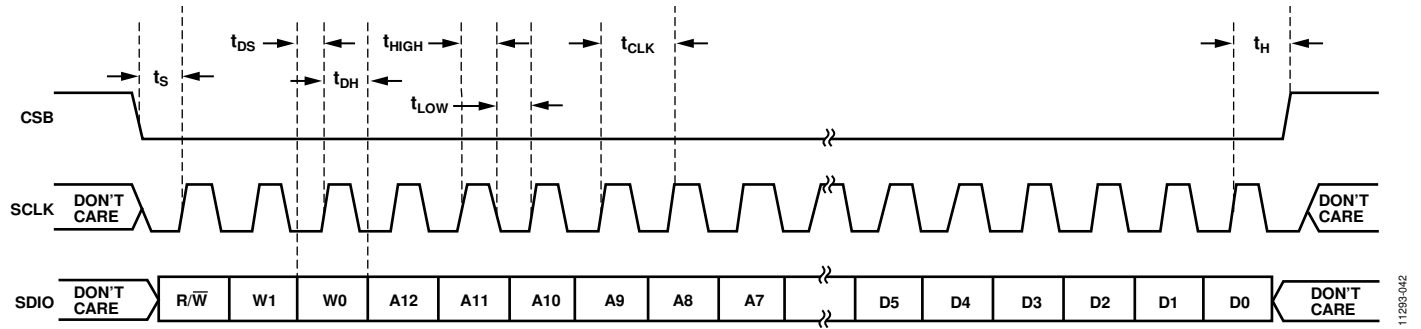 tDS
tHIGH
tCLK
tH
tS
tDH
tLOW
CSB
SCLK
DON'T
CARE
DON'T
CARE
SDIO
DON'T
CARE
R/W̅
W1
W0
A12
A11
A10
A9
A8
A7
D5
D4
D3
D2
D1
D0
DON'T
CARE
11293-042